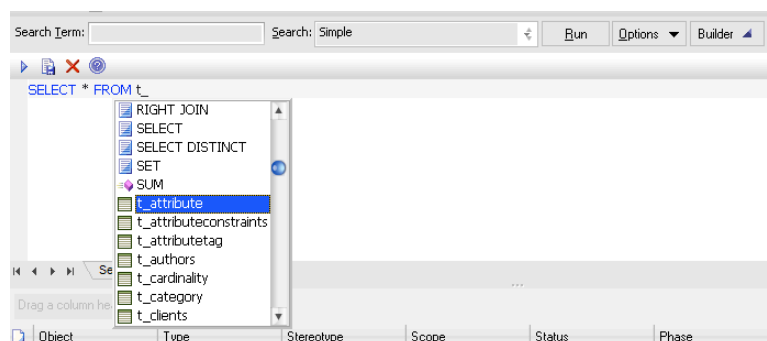 Search Term: Search: Simple Run Options Builder
SELECT * FROM t_
RIGHT JOIN
SELECT
SELECT DISTINCT
SET
SUM
t_attribute
t_attributeconstraints
t_attributetag
t_authors
t_cardinality
t_category
t_clients
Se
Drag a column he
Object Type Stereotype Scope Status Phase